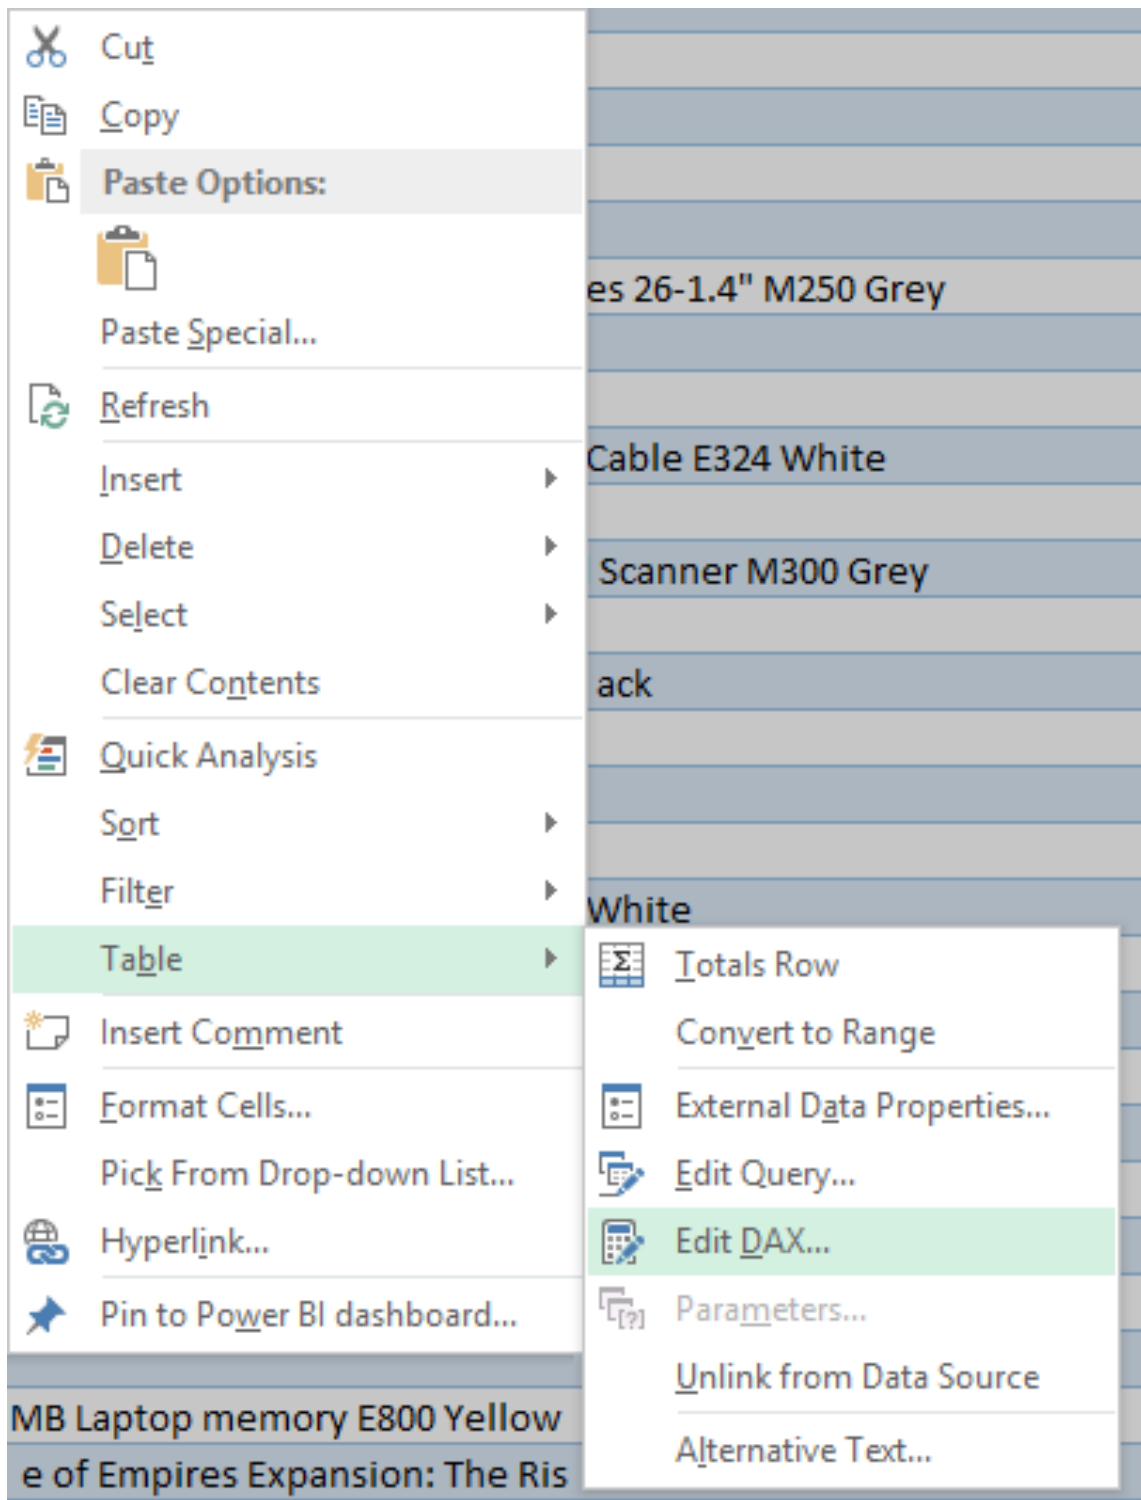 Cut
Copy
Paste Options:
es 26-1.4" M250 Grey
Paste Special...
Refresh
Cable E324 White
Insert
Delete
Scanner M300 Grey
Select
Clear Contents
ack
Quick Analysis
Sort
Filter
White
Table
Totals Row
Insert Comment
Convert to Range
Format Cells...
External Data Properties...
Pick From Drop-down List...
Edit Query...
Hyperlink...
Edit DAX...
Pin to Power BI dashboard...
Parameters...
Unlink from Data Source
MB Laptop memory E800 Yellow
Alternative Text...
e of Empires Expansion: The Ris